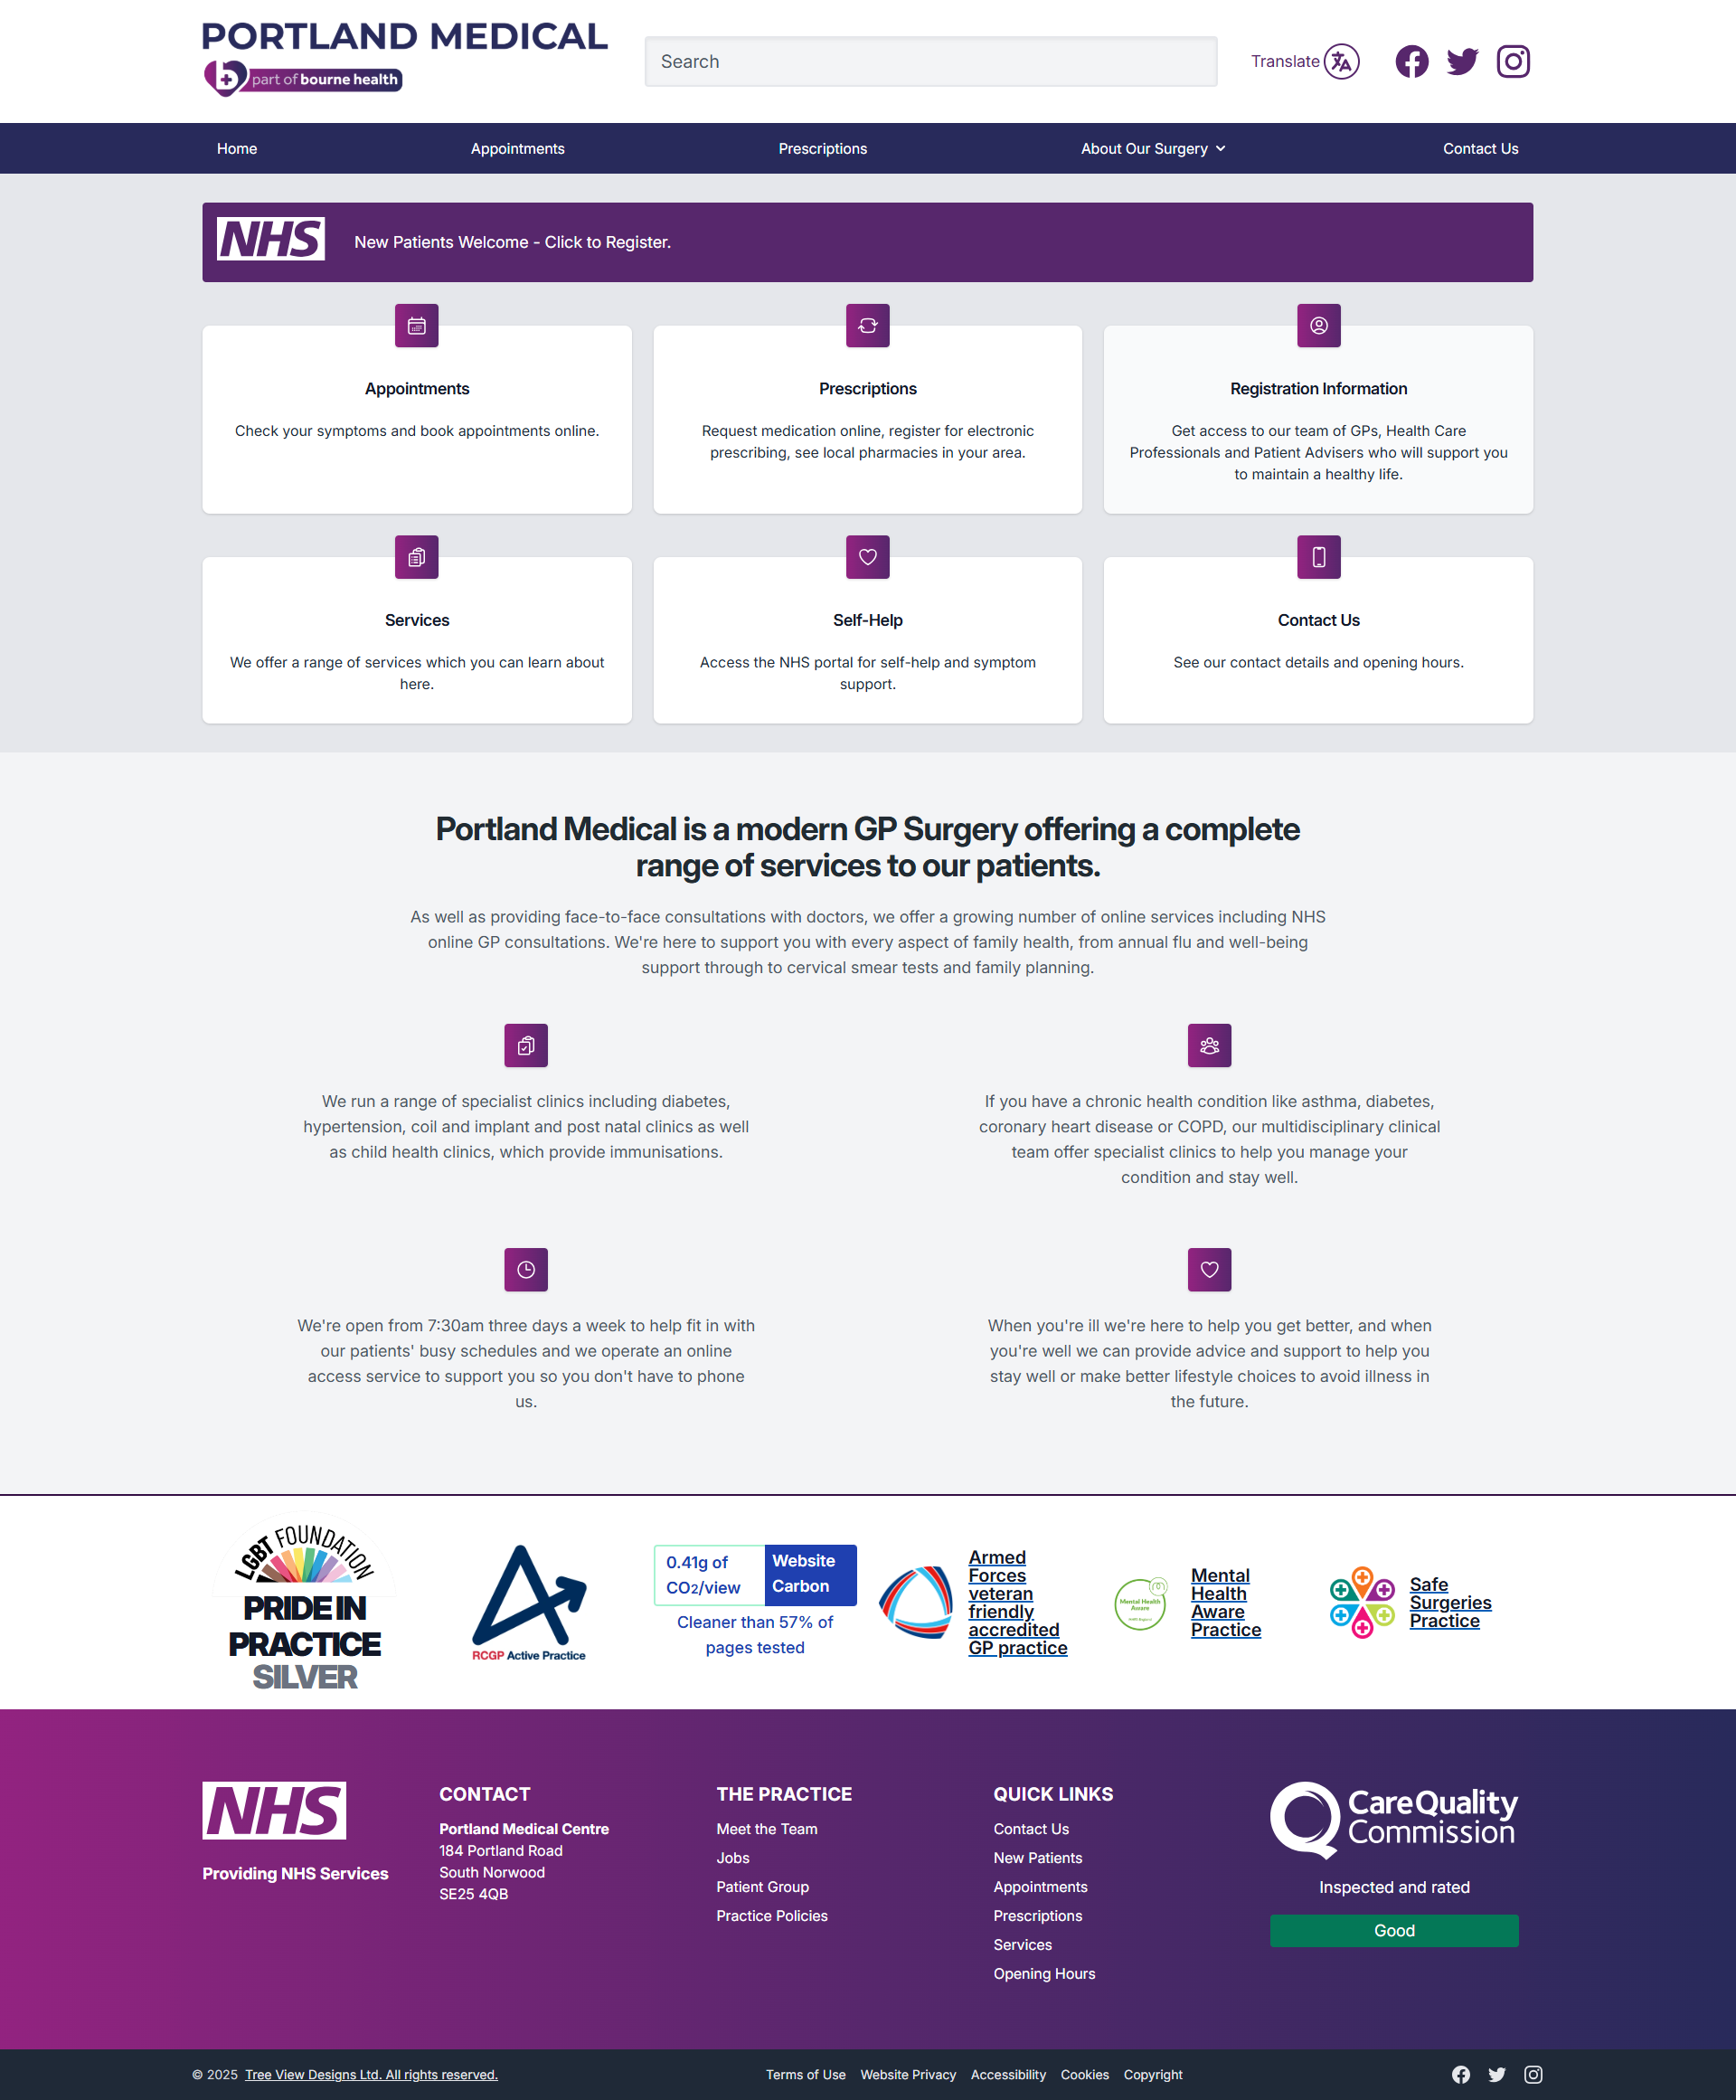 PORTLAND MEDICAL
part of bourne health
Search
Translate
Home
Appointments
Prescriptions
About Our Surgery
Contact Us
NHS
New Patients Welcome - Click to Register.
Appointments
Check your symptoms and book appointments online.
Prescriptions
Request medication online, register for electronic
prescribing, see local pharmacies in your area.
Registration Information
Get access to our team of GPs, Health Care
Professionals and Patient Advisers who will support you
to maintain a healthy life.
Services
We offer a range of services which you can learn about
here.
Self-Help
Access the NHS portal for self-help and symptom
support.
Contact Us
See our contact details and opening hours.
Portland Medical is a modern GP Surgery offering a complete
range of services to our patients.
As well as providing face-to-face consultations with doctors, we offer a growing number of online services including NHS
online GP consultations. We're here to support you with every aspect of family health, from annual flu and well-being
support through to cervical smear tests and family planning.
We run a range of specialist clinics including diabetes,
hypertension, coil and implant and post natal clinics as well
as child health clinics, which provide immunisations.
If you have a chronic health condition like asthma, diabetes,
coronary heart disease or COPD, our multidisciplinary clinical
team offer specialist clinics to help you manage your
condition and stay well.
We're open from 7:30am three days a week to help fit in with
our patients' busy schedules and we operate an online
access service to support you so you don't have to phone
us.
When you're ill we're here to help you get better, and when
you're well we can provide advice and support to help you
stay well or make better lifestyle choices to avoid illness in
the future.
LGBT FOUNDATION
PRIDE IN
PRACTICE
SILVER
RCGP Active Practice
0.41g of
CO2/view
Website
Carbon
Cleaner than 57% of
pages tested
Armed
Forces
veteran
friendly
accredited
GP practice
Mental Health
Aware
Mental
Health
Aware
Practice
Safe
Surgeries
Practice
NHS
Providing NHS Services
CONTACT
Portland Medical Centre
184 Portland Road
South Norwood
SE25 4QB
THE PRACTICE
Meet the Team
Jobs
Patient Group
Practice Policies
QUICK LINKS
Contact Us
New Patients
Appointments
Prescriptions
Services
Opening Hours
CareQuality
Commission
Inspected and rated
Good
© 2025 Tree View Designs Ltd. All rights reserved.
Terms of Use
Website Privacy
Accessibility
Cookies
Copyright